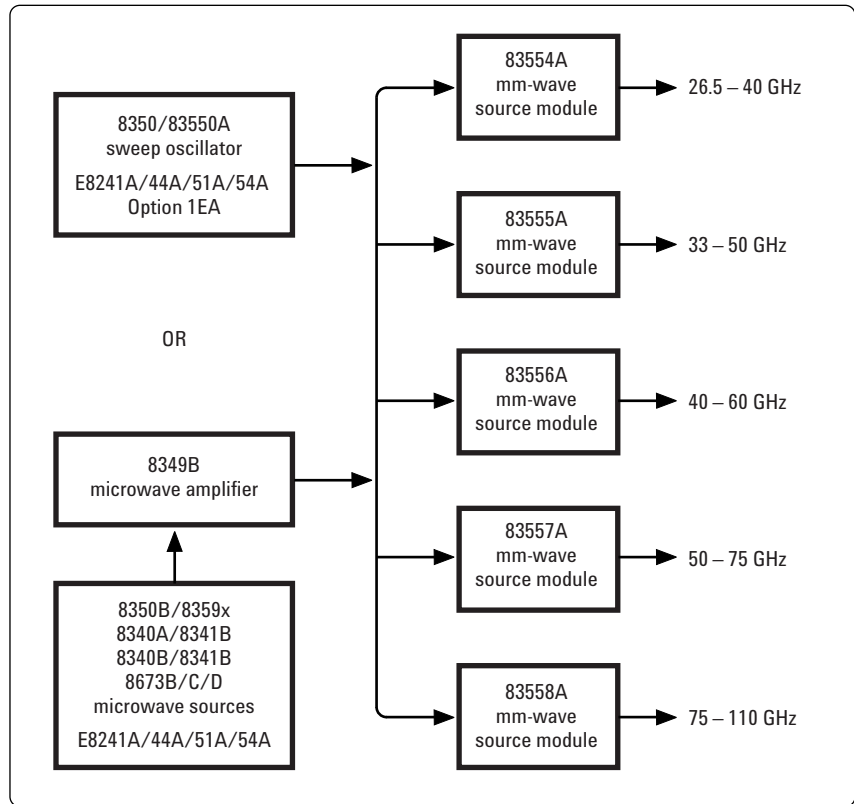 8350/83550A
sweep oscillator
E8241A/44A/51A/54A
Option 1EA
OR
8349B
microwave amplifier
8350B/8359x
8340A/8341B
8340B/8341B
8673B/C/D
microwave sources
E8241A/44A/51A/54A
83554A
mm-wave
source module
26.5 – 40 GHz
83555A
mm-wave
source module
33 – 50 GHz
83556A
mm-wave
source module
40 – 60 GHz
83557A
mm-wave
source module
50 – 75 GHz
83558A
mm-wave
source module
75 – 110 GHz